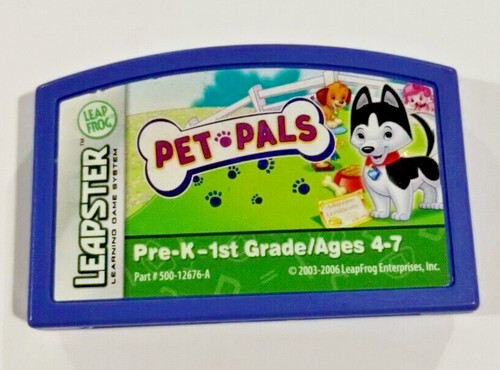 LEAP
FROG
LEAPSTER™
LEARNING GAME SYSTEM
PET PALS
Pre-K-1st Grade/Ages 4-7
Part # 500-12676-A
© 2003-2006 LeapFrog Enterprises, Inc.